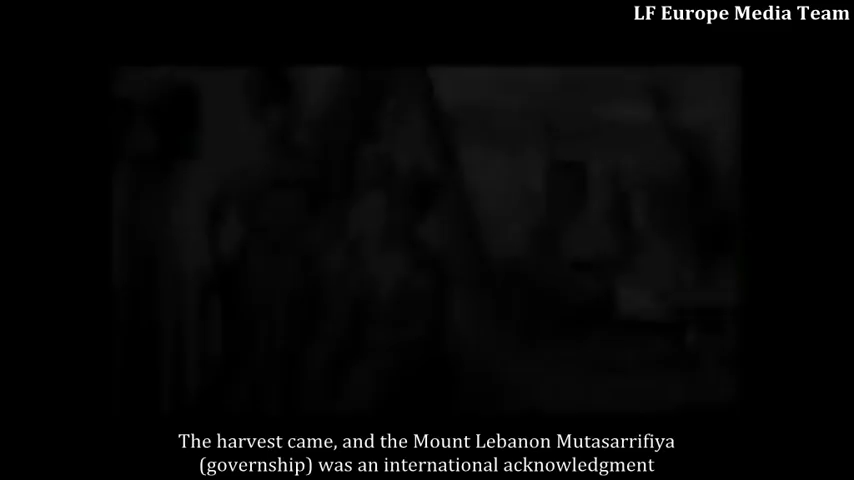 LF Europe Media Team
The harvest came, and the Mount Lebanon Mutasarrifiya
(governship) was an international acknowledgment